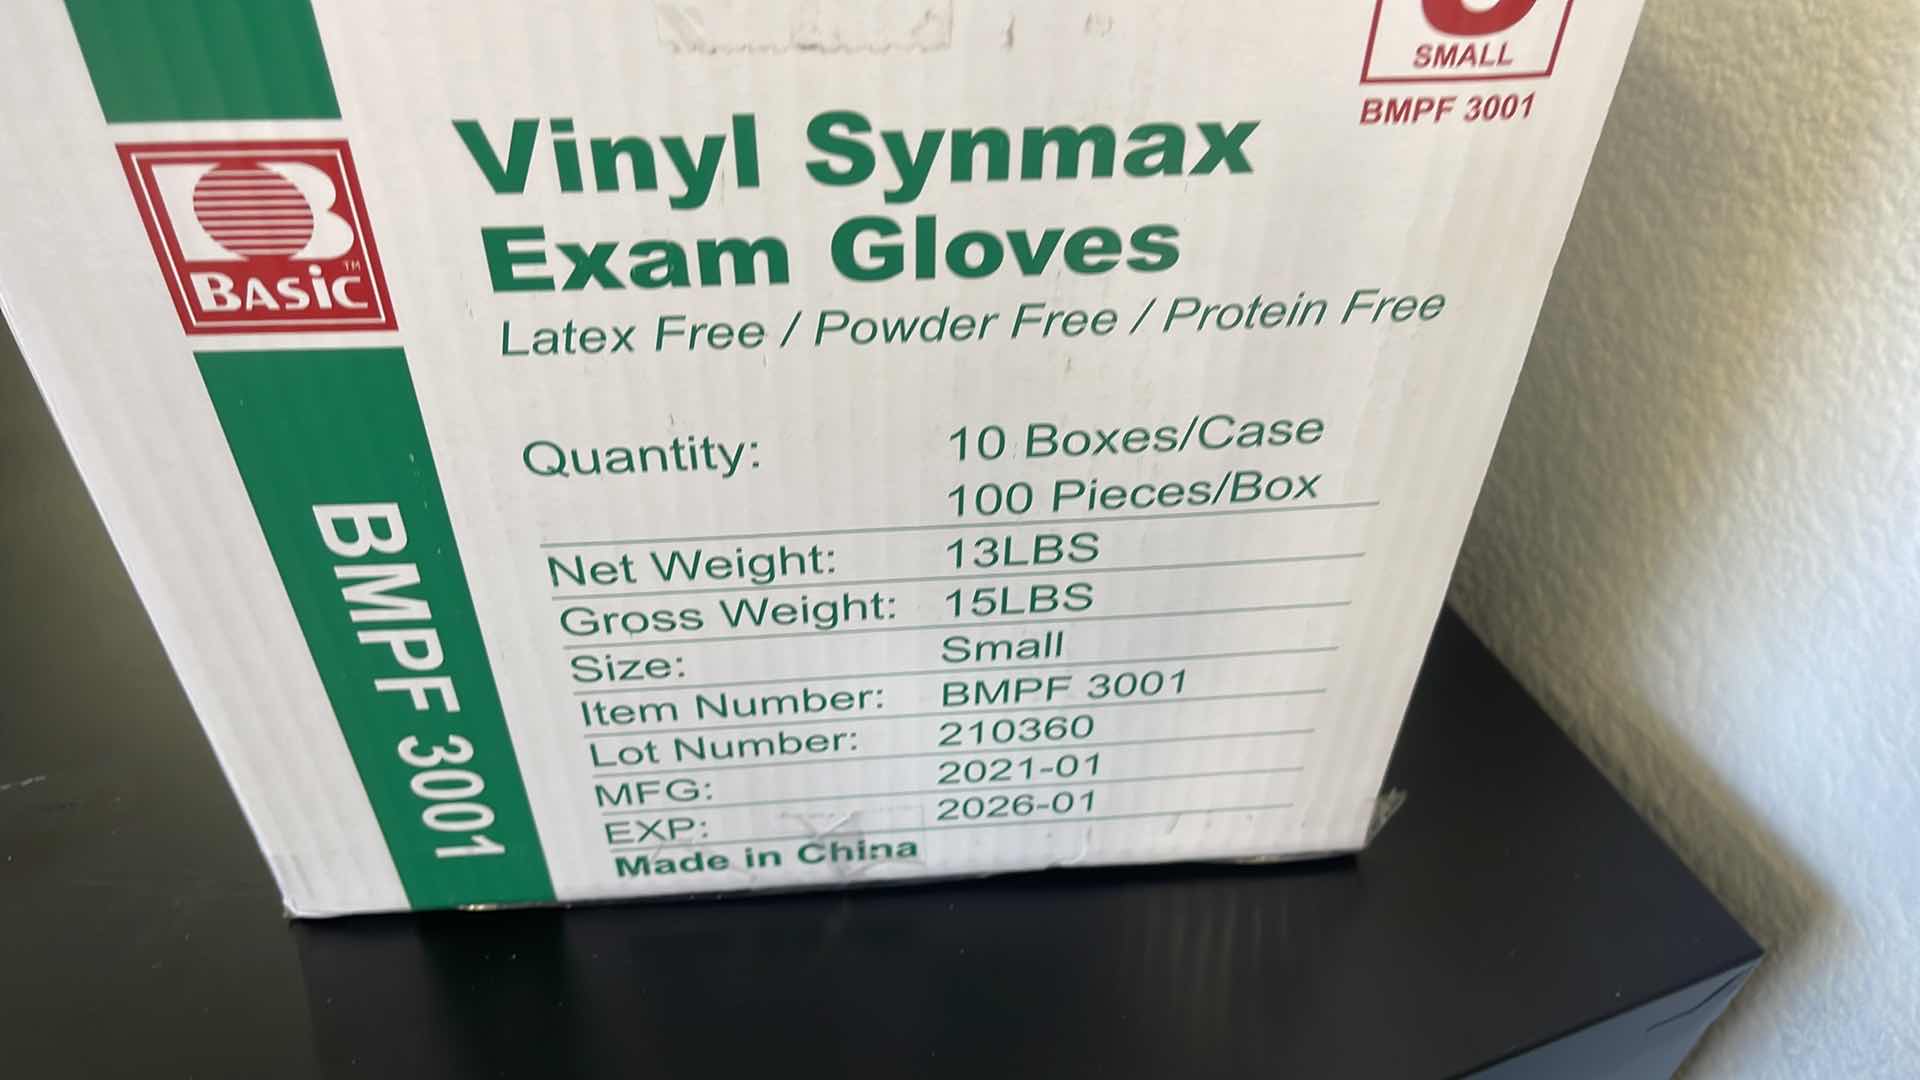 SMALL
BMPF 3001
Vinyl Synmax
Exam Gloves
Latex Free / Powder Free / Protein Free
BASiC™
BMPF 3001
Quantity: 10 Boxes/Case
100 Pieces/Box
Net Weight: 13LBS
Gross Weight: 15LBS
Size: Small
Item Number: BMPF 3001
Lot Number: 210360
MFG: 2021-01
EXP: 2026-01
Made in China